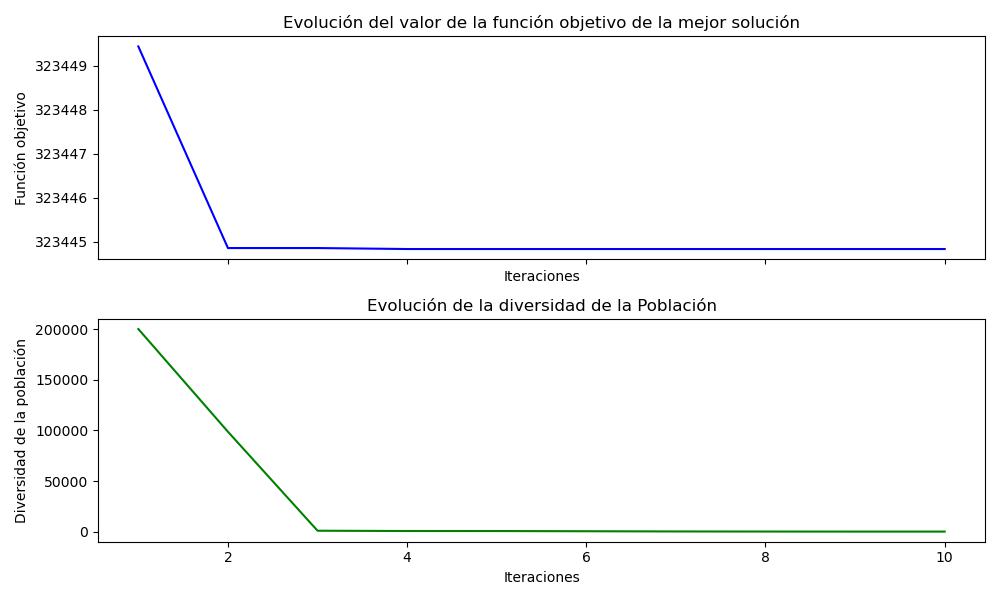 Evolución del valor de la función objetivo de la mejor solución
Función objetivo
323449
323448
323447
323446
323445
Iteraciones
Evolución de la diversidad de la Población
Diversidad de la población
200000
150000
100000
50000
0
2 4 6 8 10
Iteraciones